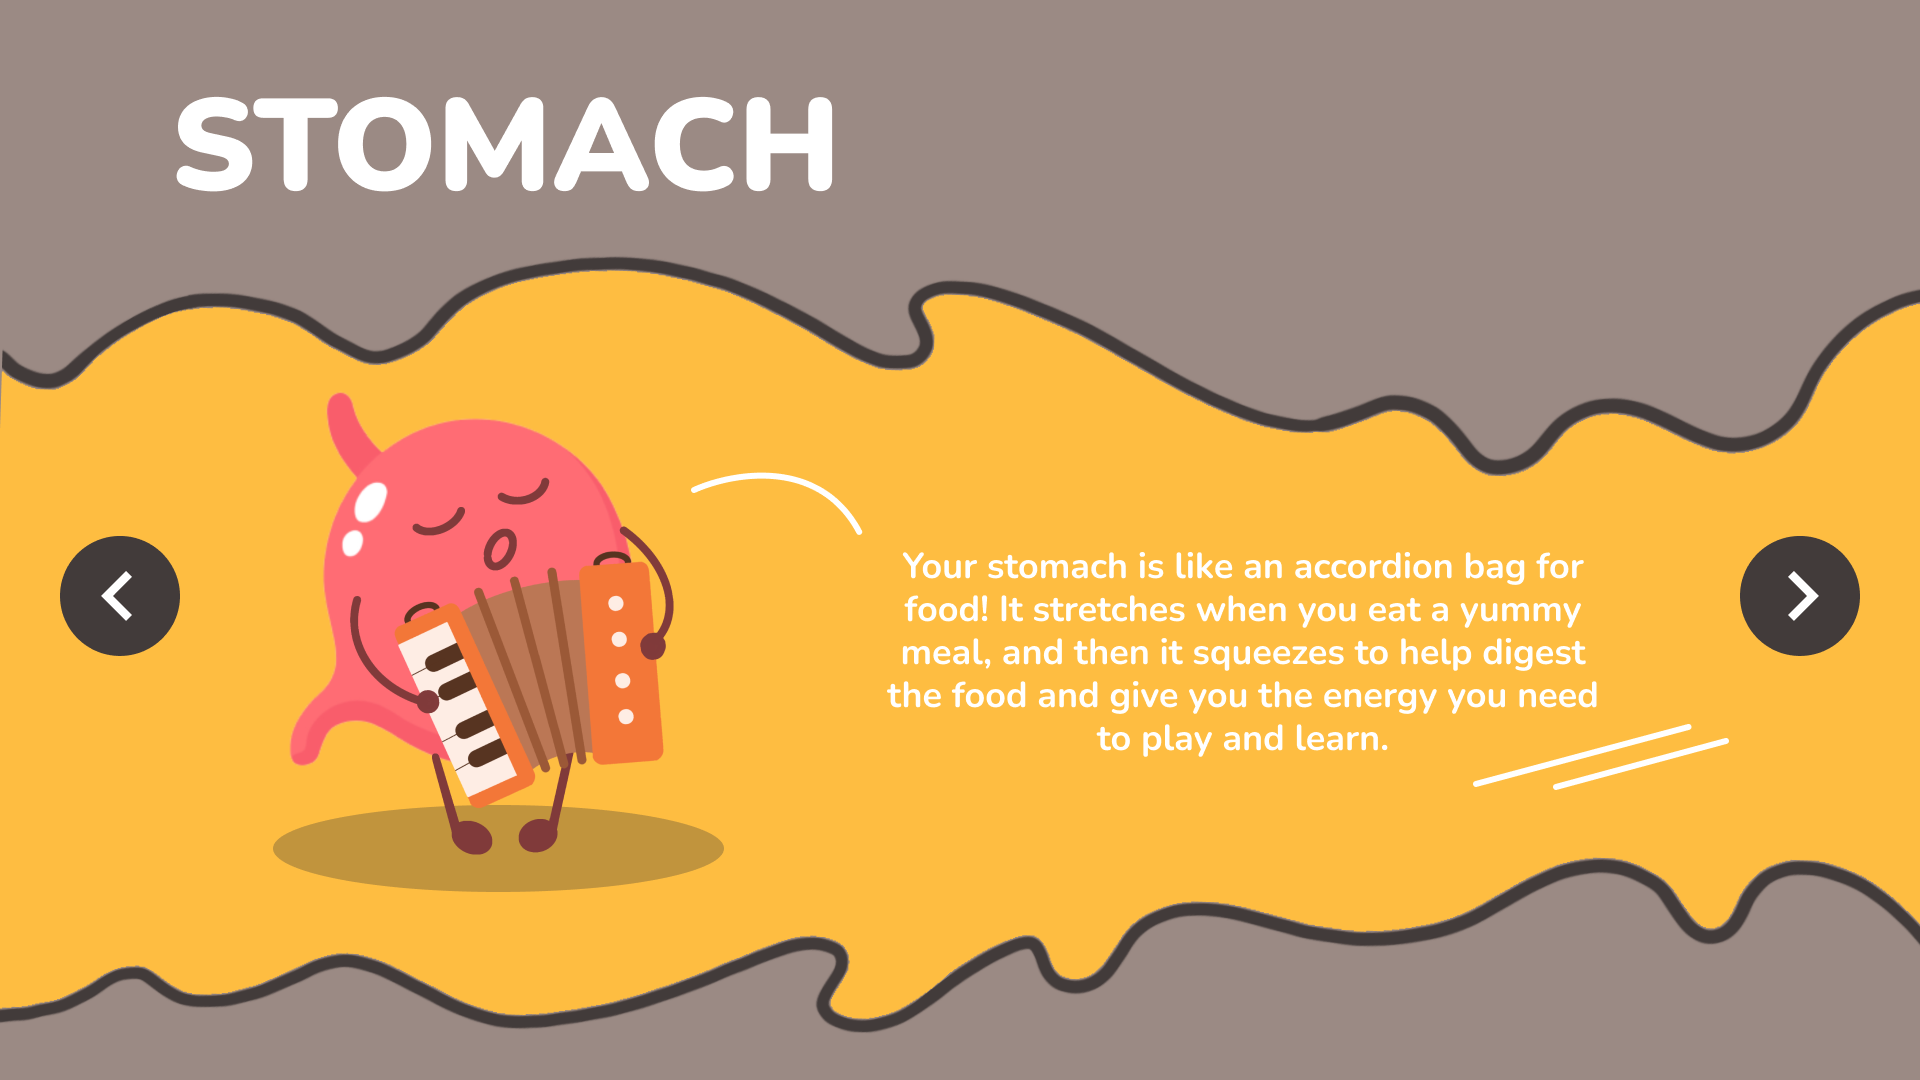 STOMACH
Your stomach is like an accordion bag for
food! It stretches when you eat a yummy
meal, and then it squeezes to help digest
the food and give you the energy you need
to play and learn.